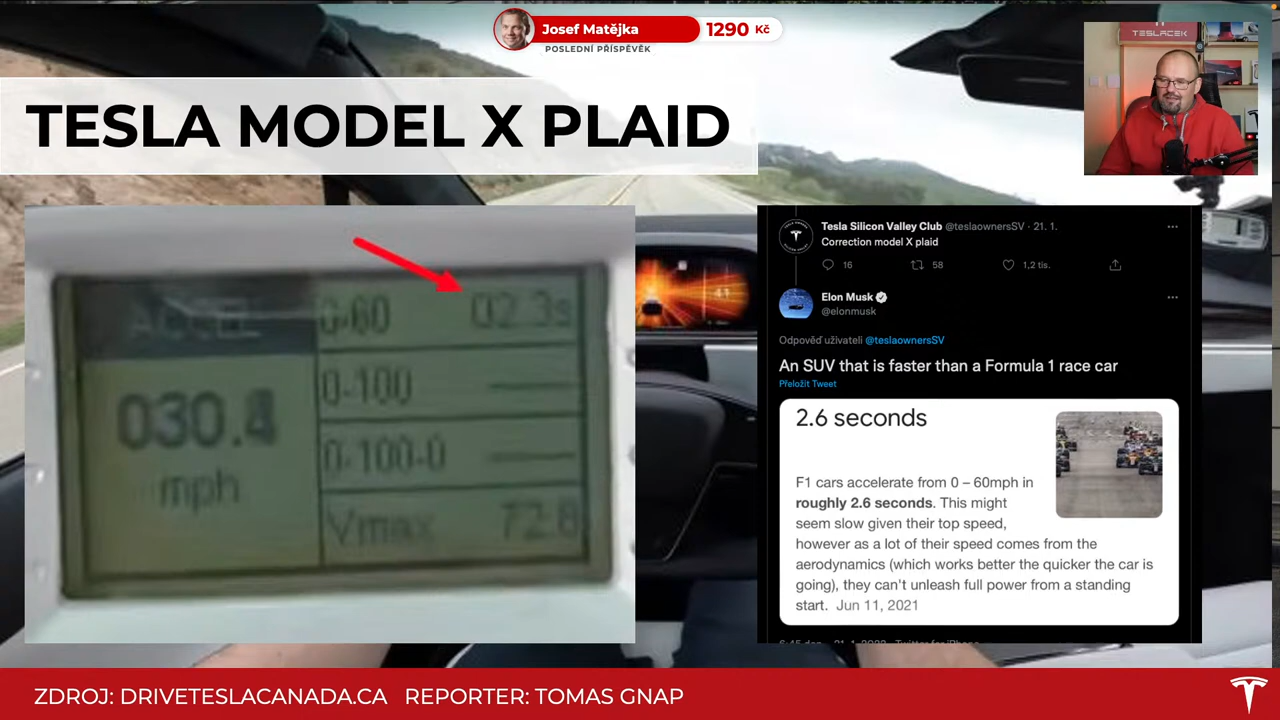 Josef Matějka
1290 Kč
POSLEDNÍ PŘÍSPĚVEK
TESLACEK
TESLA MODEL X PLAID
ACCEL
030.4
mph
0-60 02.3s
0-100
0-100-0
Vmax 72.8
Tesla Silicon Valley Club @teslaownersSV · 21. 1.
Correction model X plaid
16 58 1,2 tis.
Elon Musk
@elonmusk
Odpověď uživateli @teslaownersSV
An SUV that is faster than a Formula 1 race car
Přeložit Tweet
2.6 seconds
F1 cars accelerate from 0 – 60mph in
roughly 2.6 seconds. This might
seem slow given their top speed,
however as a lot of their speed comes from the
aerodynamics (which works better the quicker the car is
going), they can't unleash full power from a standing
start. Jun 11, 2021
ZDROJ: DRIVETESLACANADA.CA REPORTER: TOMAS GNAP